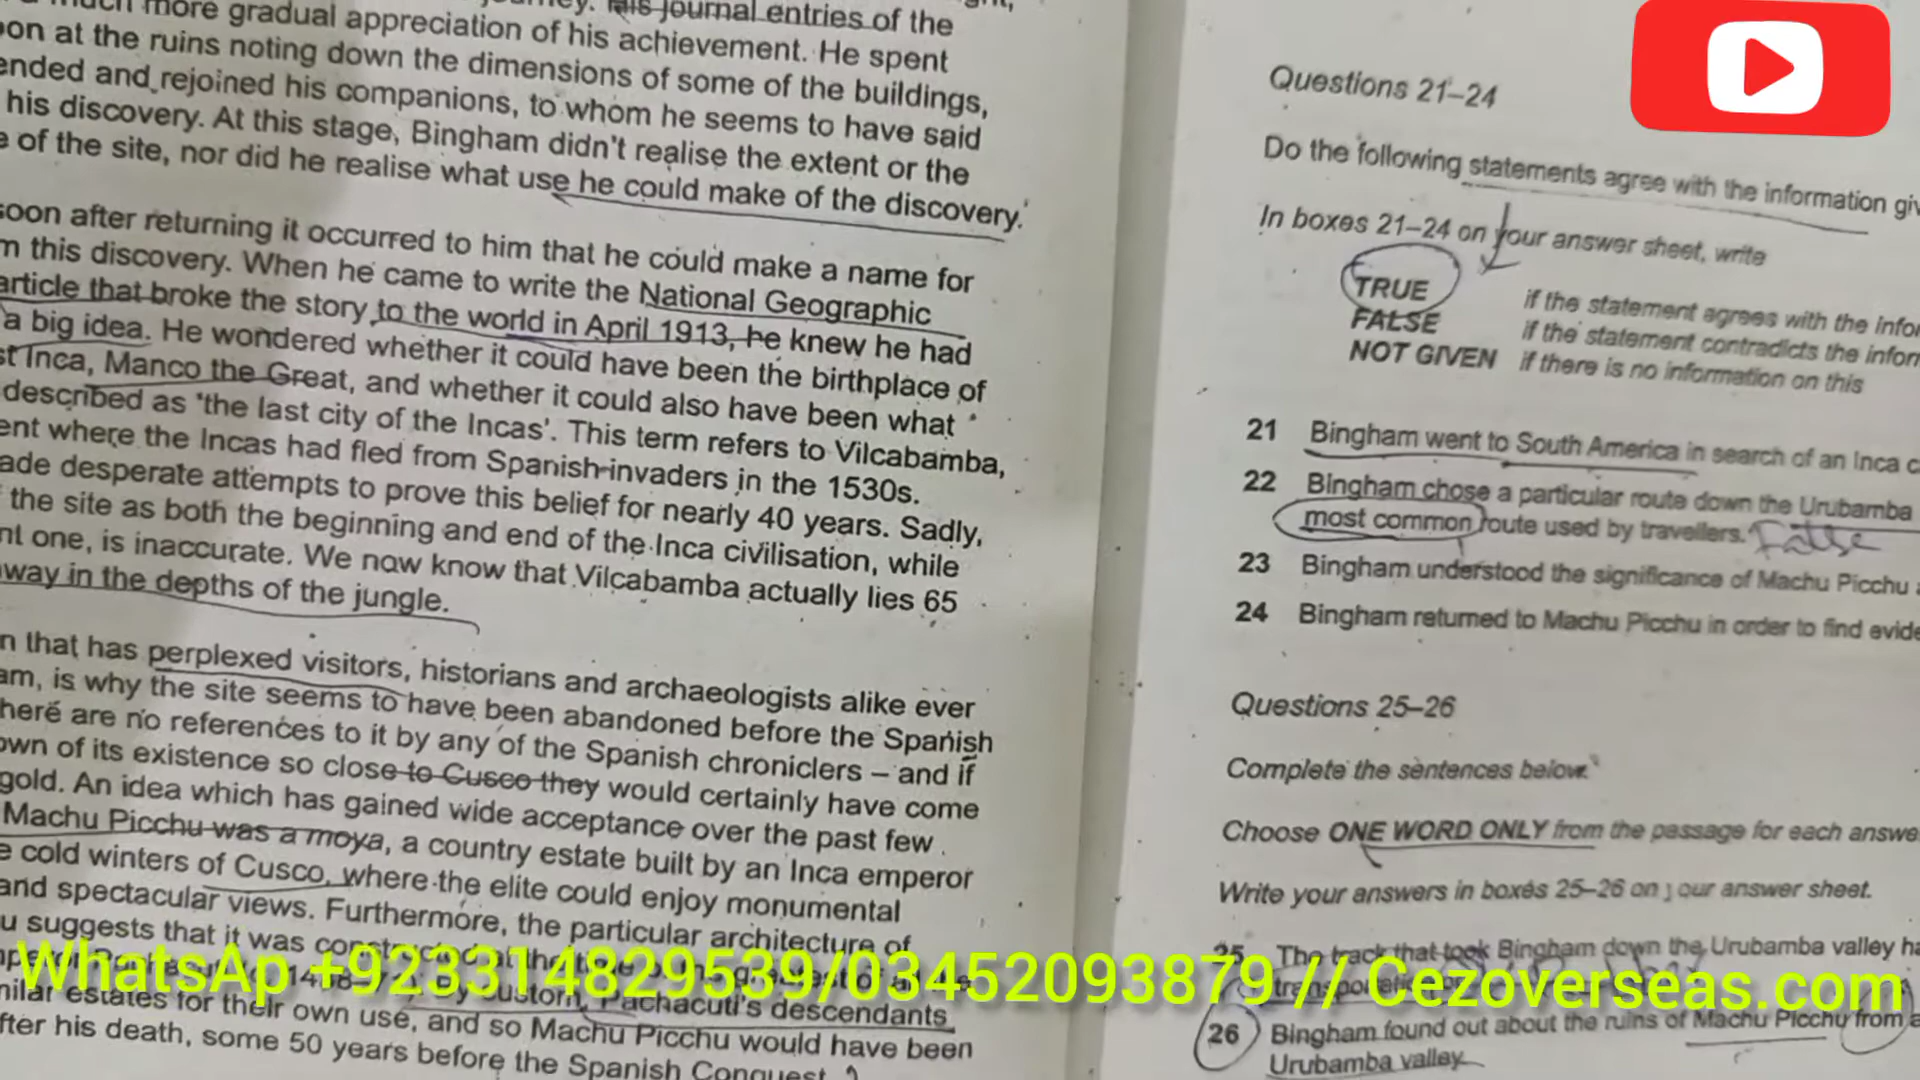 much more gradual appreciation of his achievement. He spent
journal entries of the
on at the ruins noting down the dimensions of some of the buildings,
ended and rejoined his companions, to whom he seems to have said
his discovery. At this stage, Bingham didn't realise the extent or the
of the site, nor did he realise what use he could make of the discovery.
soon after returning it occurred to him that he could make a name for
this discovery. When he came to write the National Geographic
article that broke the story to the world in April 1913, he knew he had
a big idea. He wondered whether it could have been the birthplace of
Inca, Manco the Great, and whether it could also have been what
described as 'the last city of the Incas'. This term refers to Vilcabamba,
where the Incas had fled from Spanish invaders in the 1530s.
desperate attempts to prove this belief for nearly 40 years. Sadly,
the site as both the beginning and end of the Inca civilisation, while
one, is inaccurate. We now know that Vilcabamba actually lies 65
away in the depths of the jungle.
that has perplexed visitors, historians and archaeologists alike ever
is why the site seems to have been abandoned before the Spanish
there are no references to it by any of the Spanish chroniclers – and if
of its existence so close to Cusco they would certainly have come
gold. An idea which has gained wide acceptance over the past few
Machu Picchu was a moya, a country estate built by an Inca emperor
cold winters of Cusco, where the elite could enjoy monumental
and spectacular views. Furthermore, the particular architecture of
suggests that it was constructed at the
By custom, Pachacuti's descendants
estates for their own use, and so Machu Picchu would have been
after his death, some 50 years before the Spanish Conquest
Questions 21–24
Do the following statements agree with the information
In boxes 21–24 on your answer sheet, write
TRUE if the statement agrees with the
FALSE if the statement contradicts the
NOT GIVEN if there is no information on this
21 Bingham went to South America in search of an Inca
22 Bingham chose a particular route down the Urubamba
most common route used by travellers. False
23 Bingham understood the significance of Machu Picchu
24 Bingham returned to Machu Picchu in order to find
Questions 25–26
Complete the sentences below.
Choose ONE WORD ONLY from the passage for each
Write your answers in boxes 25–26 on your answer sheet.
25 The track that took Bingham down the Urubamba valley
26 Bingham found out about the ruins of Machu Picchu from
Urubamba valley
WhatsAp +923314829539/03452093879 // Cezoverseas.com